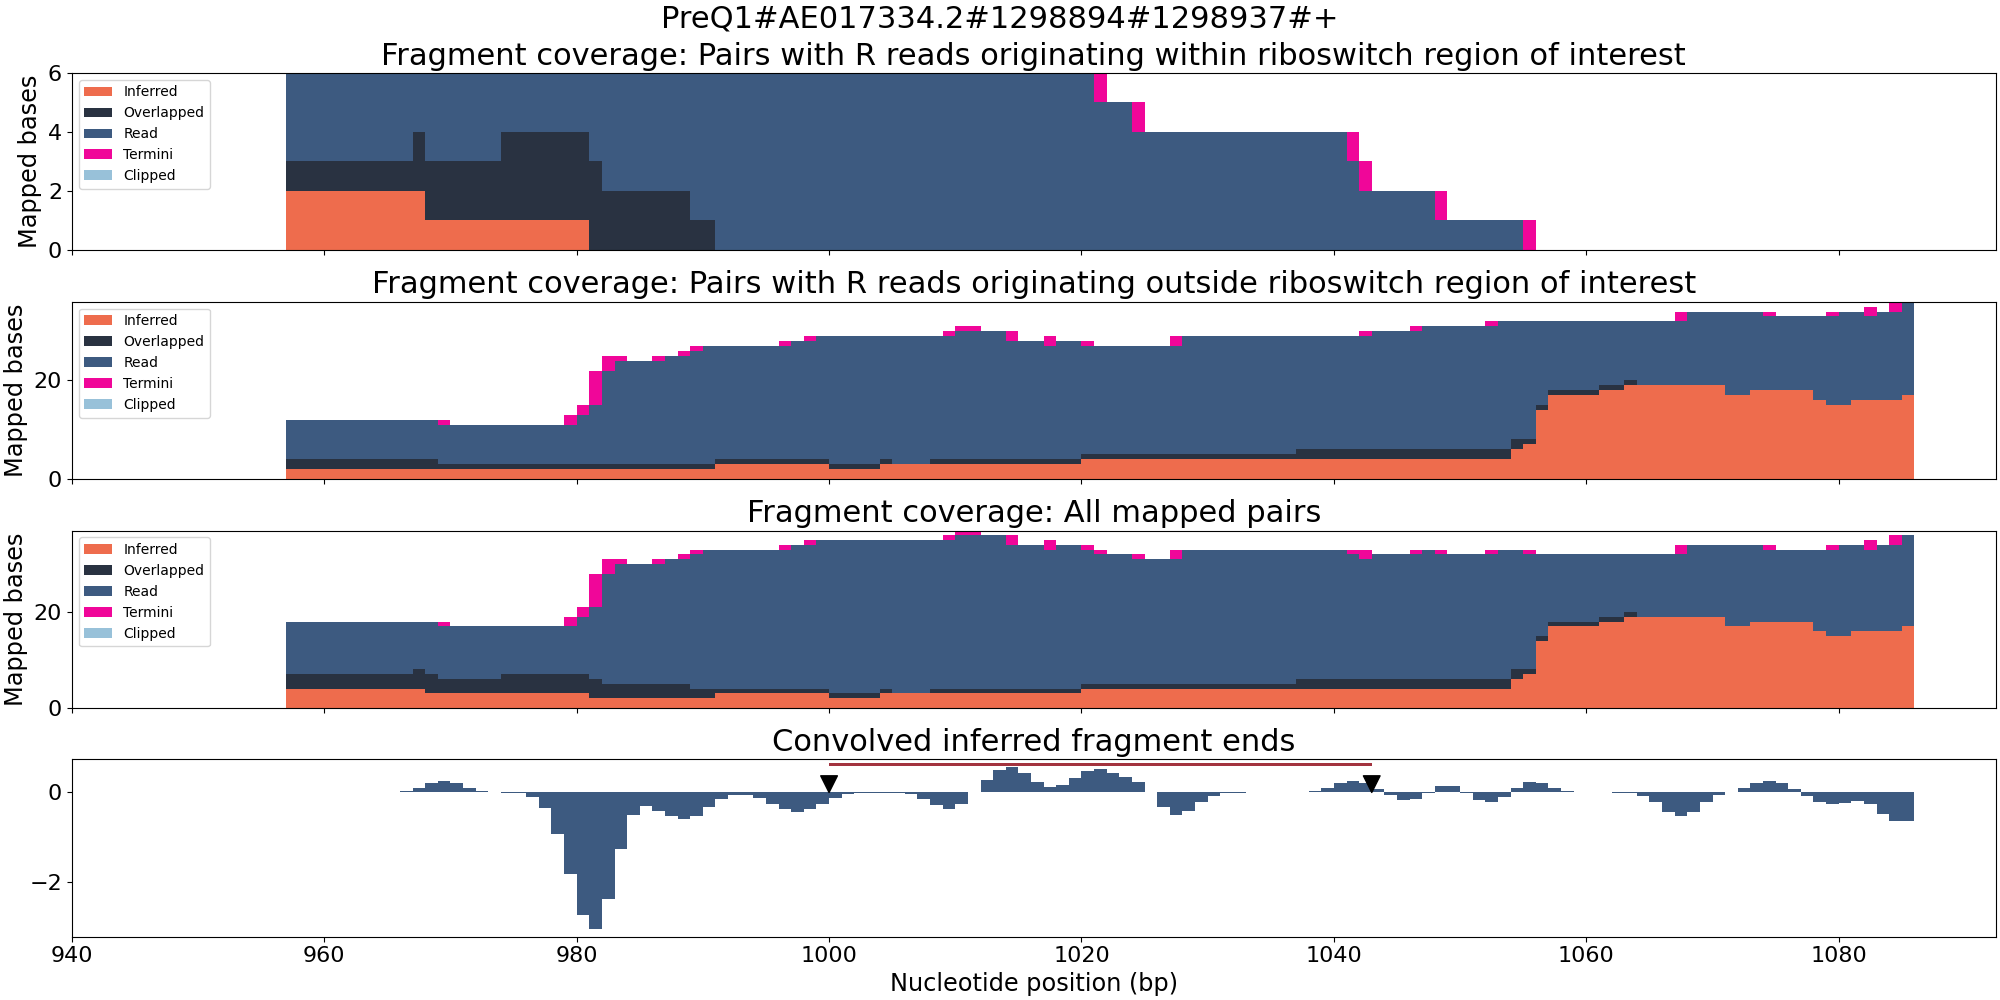 PreQ1#AE017334.2#1298894#1298937#+
Fragment coverage: Pairs with R reads originating within riboswitch region of interest
Mapped bases
6
4
2
0
Inferred
Overlapped
Read
Termini
Clipped
Fragment coverage: Pairs with R reads originating outside riboswitch region of interest
Mapped bases
20
0
Inferred
Overlapped
Read
Termini
Clipped
Fragment coverage: All mapped pairs
Mapped bases
20
0
Inferred
Overlapped
Read
Termini
Clipped
Convolved inferred fragment ends
0
−2
940 960 980 1000 1020 1040 1060 1080
Nucleotide position (bp)